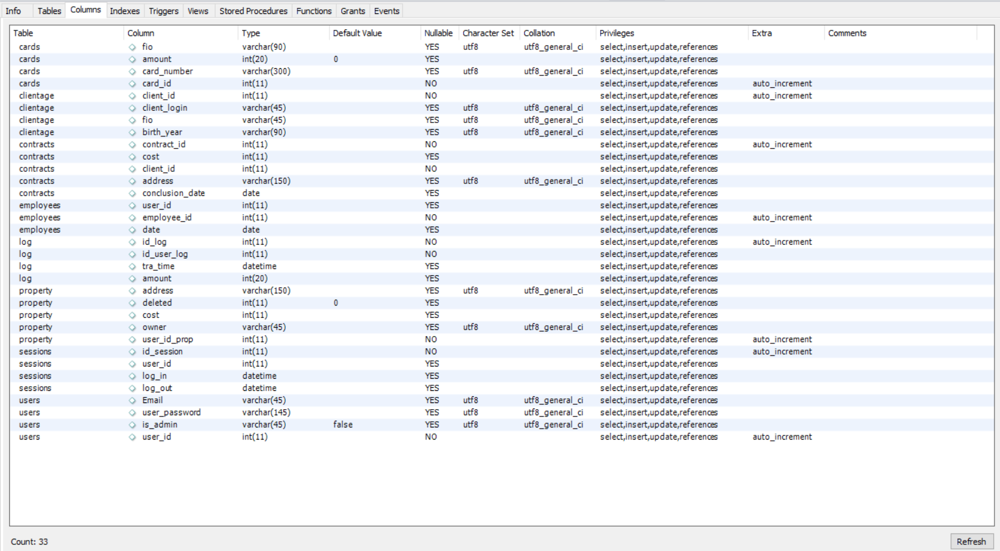 Info Tables Columns Indexes Triggers Views Stored Procedures Functions Grants Events
Table Column Type Default Value Nullable Character Set Collation Privileges Extra Comments
cards fio varchar(90) YES utf8 utf8_general_ci select,insert,update,references
cards amount int(20) 0 YES select,insert,update,references
cards card_number varchar(300) YES utf8 utf8_general_ci select,insert,update,references
cards card_id int(11) NO select,insert,update,references auto_increment
clientage client_id int(11) NO select,insert,update,references auto_increment
clientage client_login varchar(45) YES utf8 utf8_general_ci select,insert,update,references
clientage fio varchar(45) YES utf8 utf8_general_ci select,insert,update,references
clientage birth_year varchar(90) YES utf8 utf8_general_ci select,insert,update,references
contracts contract_id int(11) NO select,insert,update,references auto_increment
contracts cost int(11) YES select,insert,update,references
contracts client_id int(11) NO select,insert,update,references
contracts address varchar(150) YES utf8 utf8_general_ci select,insert,update,references
contracts conclusion_date date YES select,insert,update,references
employees user_id int(11) YES select,insert,update,references
employees employee_id int(11) NO select,insert,update,references auto_increment
employees date date YES select,insert,update,references
log id_log int(11) NO select,insert,update,references auto_increment
log id_user_log int(11) NO select,insert,update,references
log tra_time datetime YES select,insert,update,references
log amount int(20) YES select,insert,update,references
property address varchar(150) YES utf8 utf8_general_ci select,insert,update,references
property deleted int(11) 0 YES select,insert,update,references
property cost int(11) YES select,insert,update,references
property owner varchar(45) YES utf8 utf8_general_ci select,insert,update,references
property user_id_prop int(11) NO select,insert,update,references auto_increment
sessions id_session int(11) NO select,insert,update,references auto_increment
sessions user_id int(11) YES select,insert,update,references
sessions log_in datetime YES select,insert,update,references
sessions log_out datetime YES select,insert,update,references
users Email varchar(45) YES utf8 utf8_general_ci select,insert,update,references
users user_password varchar(145) YES utf8 utf8_general_ci select,insert,update,references
users is_admin varchar(45) false YES utf8 utf8_general_ci select,insert,update,references
users user_id int(11) NO select,insert,update,references auto_increment
Count: 33
Refresh